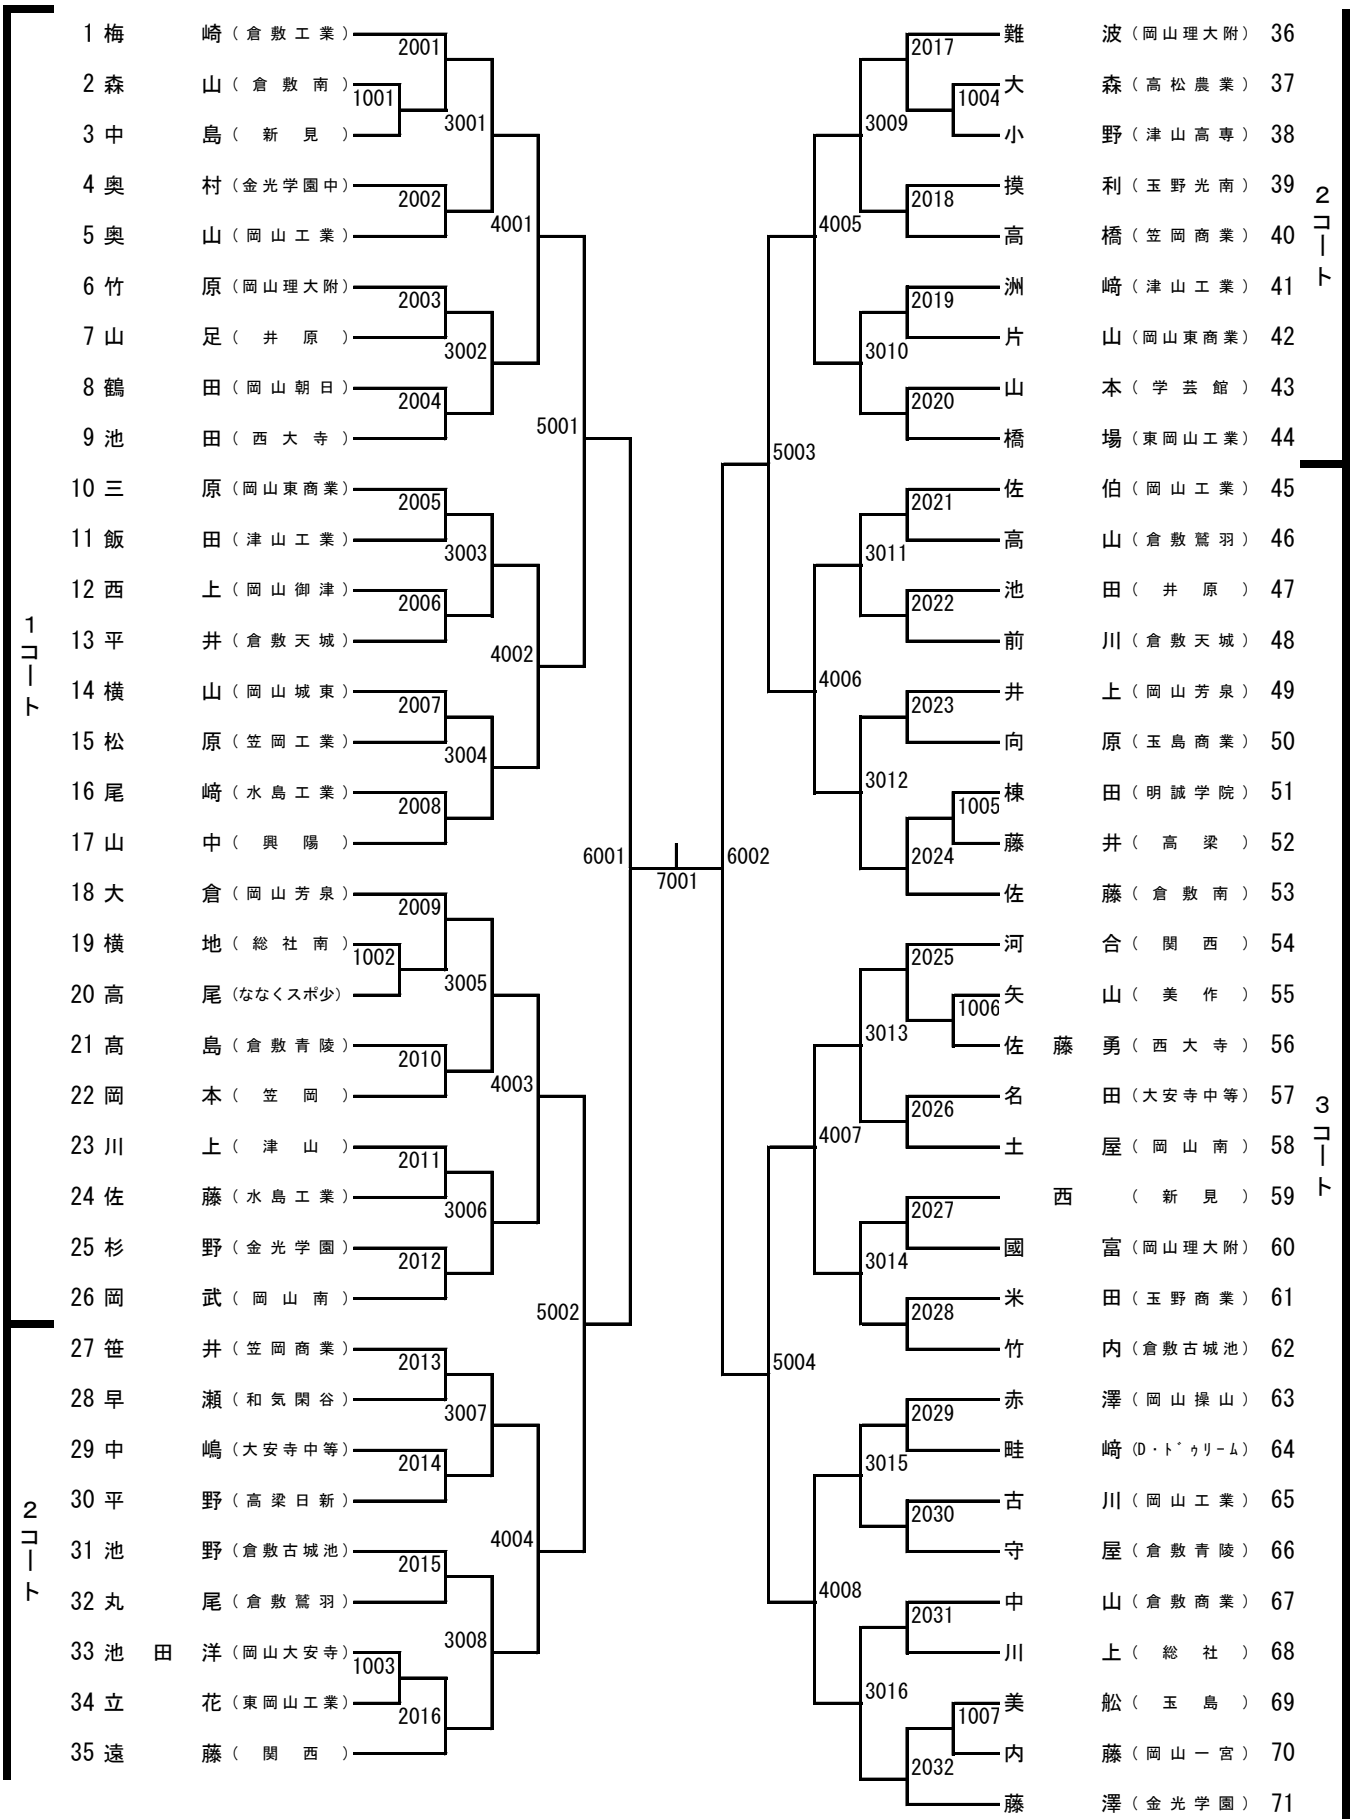 1 梅崎（倉敷工業）
2001
2 森山（倉敷南）
1001
3 中島（新見）
3001
4 奥村（金光学園中）
2002
4001
5 奥山（岡山工業）
6 竹原（岡山理大附）
2003
7 山足（井原）
3002
8 鶴田（岡山朝日）
2004
9 池田（西大寺）
5001
10 三原（岡山東商業）
2005
11 飯田（津山工業）
3003
12 西上（岡山御津）
2006
13 平井（倉敷天城）
4002
14 横山（岡山城東）
2007
15 松原（笠岡工業）
3004
16 尾﨑（水島工業）
2008
17 山中（興陽）
18 大倉（岡山芳泉）
2009
19 横地（総社南）
1002
20 高尾（ななくスポ少）
3005
21 髙島（倉敷青陵）
2010
22 岡本（笠岡）
4003
23 川上（津山）
2011
24 佐藤（水島工業）
3006
25 杉野（金光学園）
2012
26 岡武（岡山南）
5002
27 笹井（笠岡商業）
2013
28 早瀬（和気閑谷）
3007
29 中嶋（大安寺中等）
2014
30 平野（高梁日新）
4004
31 池野（倉敷古城池）
2015
32 丸尾（倉敷鷲羽）
3008
33 池田洋（岡山大安寺）
1003
34 立花（東岡山工業）
2016
35 遠藤（関西）
1コート
2コート
6001
7001
6002
難波（岡山理大附） 36
2017
大森（高松農業） 37
1004
3009
小野（津山高専） 38
摸利（玉野光南） 39
2018
4005
高橋（笠岡商業） 40
洲﨑（津山工業） 41
2019
片山（岡山東商業） 42
3010
山本（学芸館） 43
2020
橋場（東岡山工業） 44
5003
佐伯（岡山工業） 45
2021
高山（倉敷鷲羽） 46
3011
池田（井原） 47
2022
前川（倉敷天城） 48
4006
井上（岡山芳泉） 49
2023
向原（玉島商業） 50
3012
棟田（明誠学院） 51
1005
藤井（高梁） 52
2024
佐藤（倉敷南） 53
河合（関西） 54
2025
矢山（美作） 55
1006
3013
佐藤勇（西大寺） 56
名田（大安寺中等） 57
2026
4007
土屋（岡山南） 58
西（新見） 59
2027
國富（岡山理大附） 60
3014
米田（玉野商業） 61
2028
竹内（倉敷古城池） 62
5004
赤澤（岡山操山） 63
2029
畦﨑（D・ﾄﾞｩﾘｰﾑ） 64
3015
古川（岡山工業） 65
2030
守屋（倉敷青陵） 66
4008
中山（倉敷商業） 67
2031
川上（総社） 68
3016
美舩（玉島） 69
1007
内藤（岡山一宮） 70
2032
藤澤（金光学園） 71
2コート
3コート